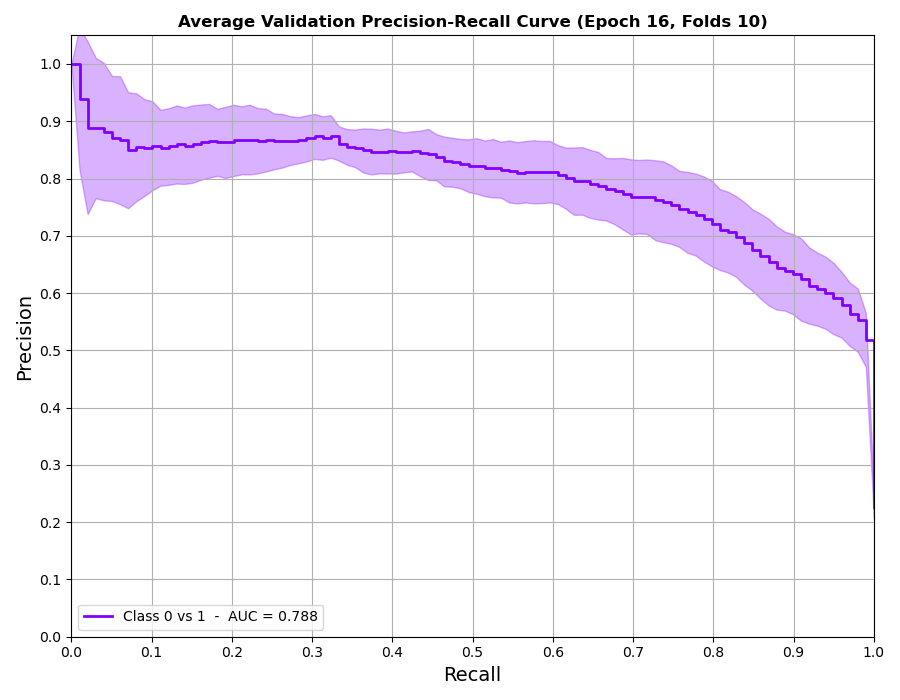 Average Validation Precision-Recall Curve (Epoch 16, Folds 10)
1.0
0.9
0.8
0.7
0.6
0.5
0.4
0.3
0.2
0.1
0.0
Precision
Class 0 vs 1 - AUC = 0.788
0.0 0.1 0.2 0.3 0.4 0.5 0.6 0.7 0.8 0.9 1.0
Recall